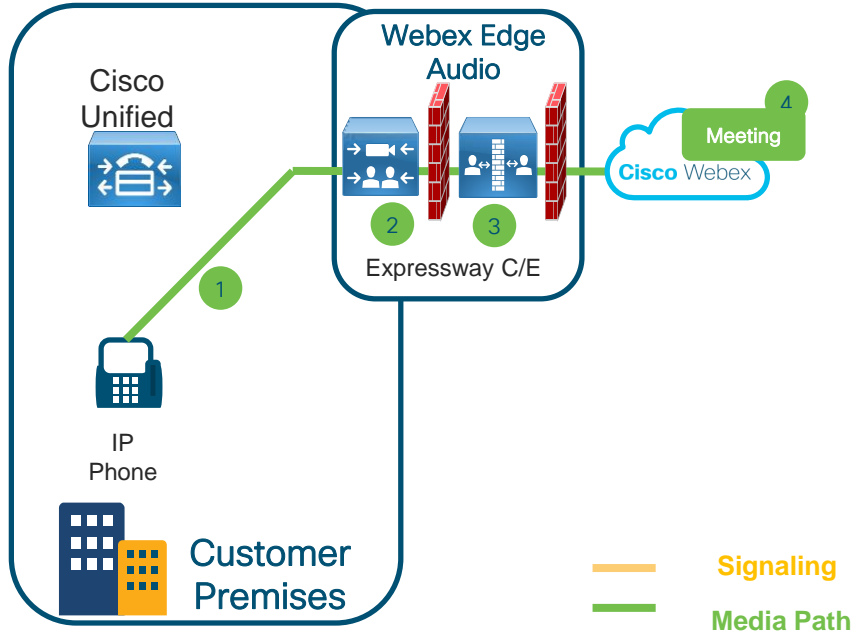 Webex Edge
Audio
Cisco
Unified
4
Meeting
Cisco Webex
2
3
Expressway C/E
1
IP
Phone
Customer
Premises
Signaling
Media Path